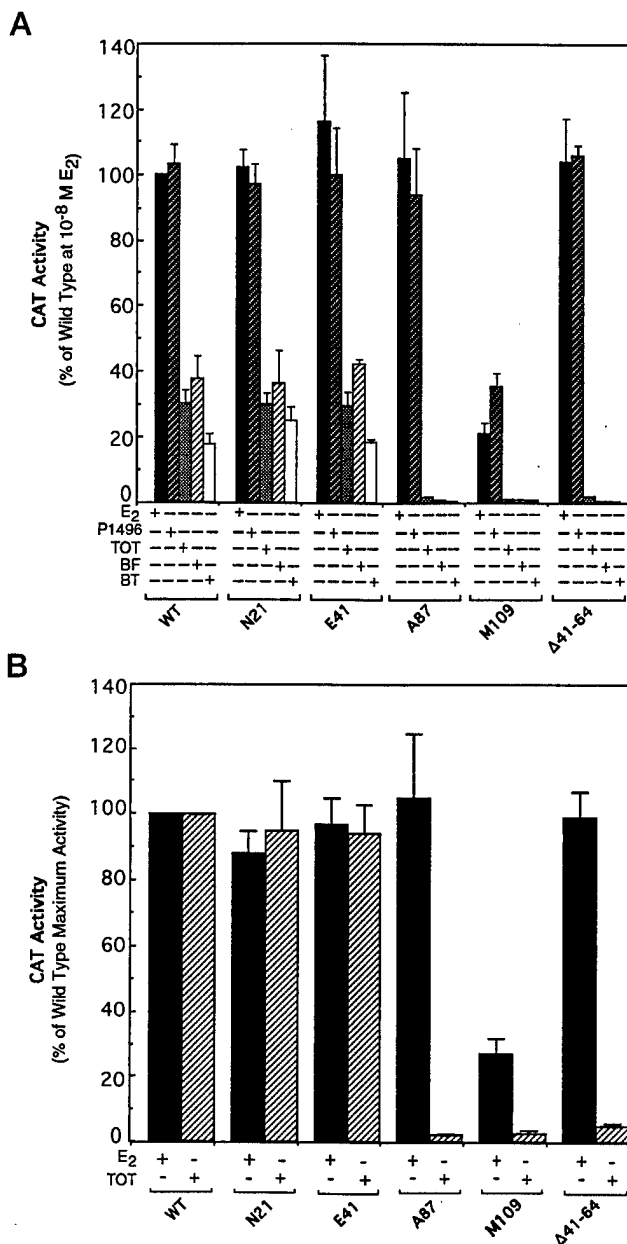 A
CAT Activity
(% of Wild Type at 10-8 M E2)
140
120
100
80
60
40
20
0
E2 +---- +---- +---- +---- +---- +----
P1496 -+--- -+--- -+--- -+--- -+--- -+---
TOT --+-- --+-- --+-- --+-- --+-- --+--
BF ---+- ---+- ---+- ---+- ---+- ---+-
BT ----+ ----+ ----+ ----+ ----+ ----+
WT N21 E41 A87 M109 Δ41-64
B
CAT Activity
(% of Wild Type Maximum Activity)
140
120
100
80
60
40
20
0
E2 + - + - + - + - + - + -
TOT - + - + - + - + - + - +
WT N21 E41 A87 M109 Δ41-64